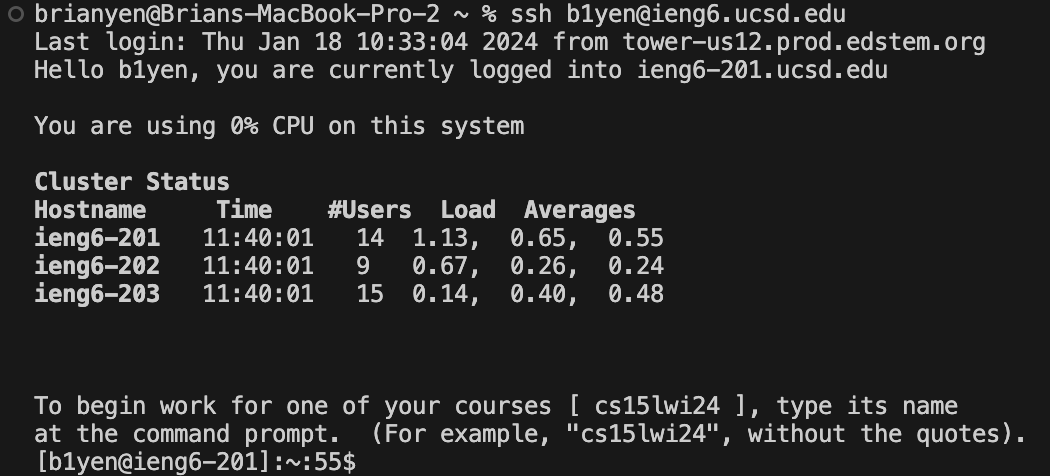 brianyen@Brians-MacBook-Pro-2 ~ % ssh b1yen@ieng6.ucsd.edu
Last login: Thu Jan 18 10:33:04 2024 from tower-us12.prod.edstem.org
Hello b1yen, you are currently logged into ieng6-201.ucsd.edu
You are using 0% CPU on this system
Cluster Status
Hostname     Time    #Users  Load  Averages
ieng6-201   11:40:01   14  1.13,  0.65,  0.55
ieng6-202   11:40:01   9   0.67,  0.26,  0.24
ieng6-203   11:40:01   15  0.14,  0.40,  0.48
To begin work for one of your courses [ cs15lwi24 ], type its name
at the command prompt.  (For example, "cs15lwi24", without the quotes).
[b1yen@ieng6-201]:~:55$